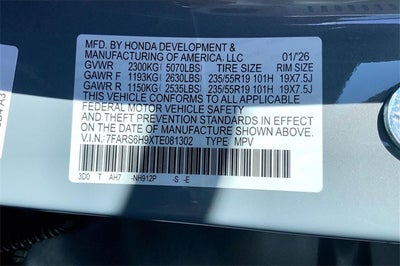 MFD. BY HONDA DEVELOPMENT &
MANUFACTURING OF AMERICA, LLC 01/'26
GVWR 2300KG 5070LBS TIRE SIZE RIM SIZE
GAWR F 1193KG 2630LBS 235/55R19 101H 19X7.5J
GAWR R 1150KG 2535LBS 235/55R19 101H 19X7.5J
THIS VEHICLE CONFORMS TO ALL APPLICABLE
FEDERAL MOTOR VEHICLE SAFETY, BUMPER,
AND THEFT PREVENTION STANDARDS IN EFFECT
ON THE DATE OF MANUFACTURE SHOWN ABOVE.
V.I.N.: 7FARS6H9XTE081302 TYPE: MPV
3D0 T AH7 -NH912P -S -E